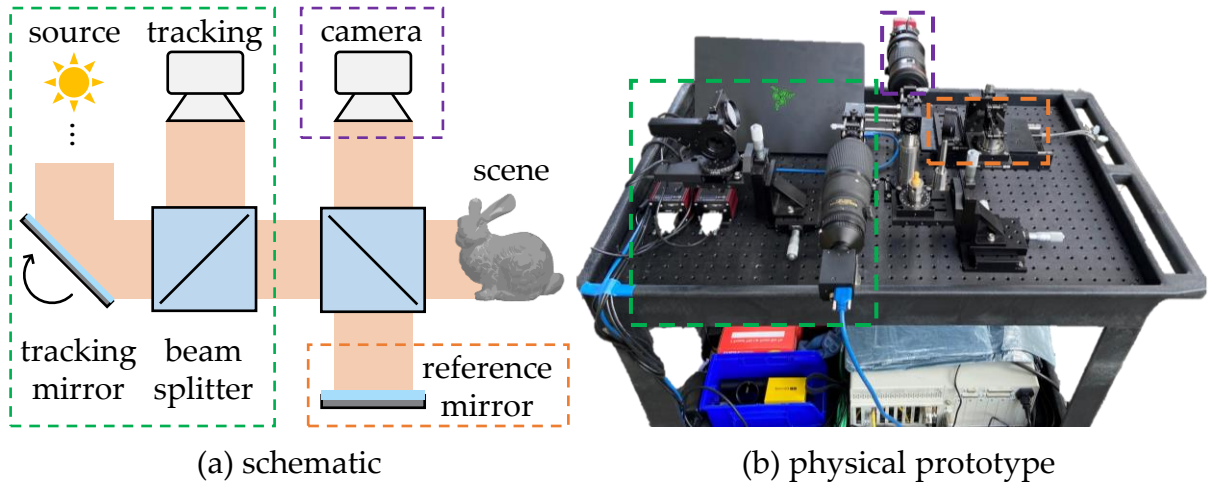 source
tracking
camera
...
scene
tracking
mirror
beam
splitter
reference
mirror
(a) schematic
(b) physical prototype